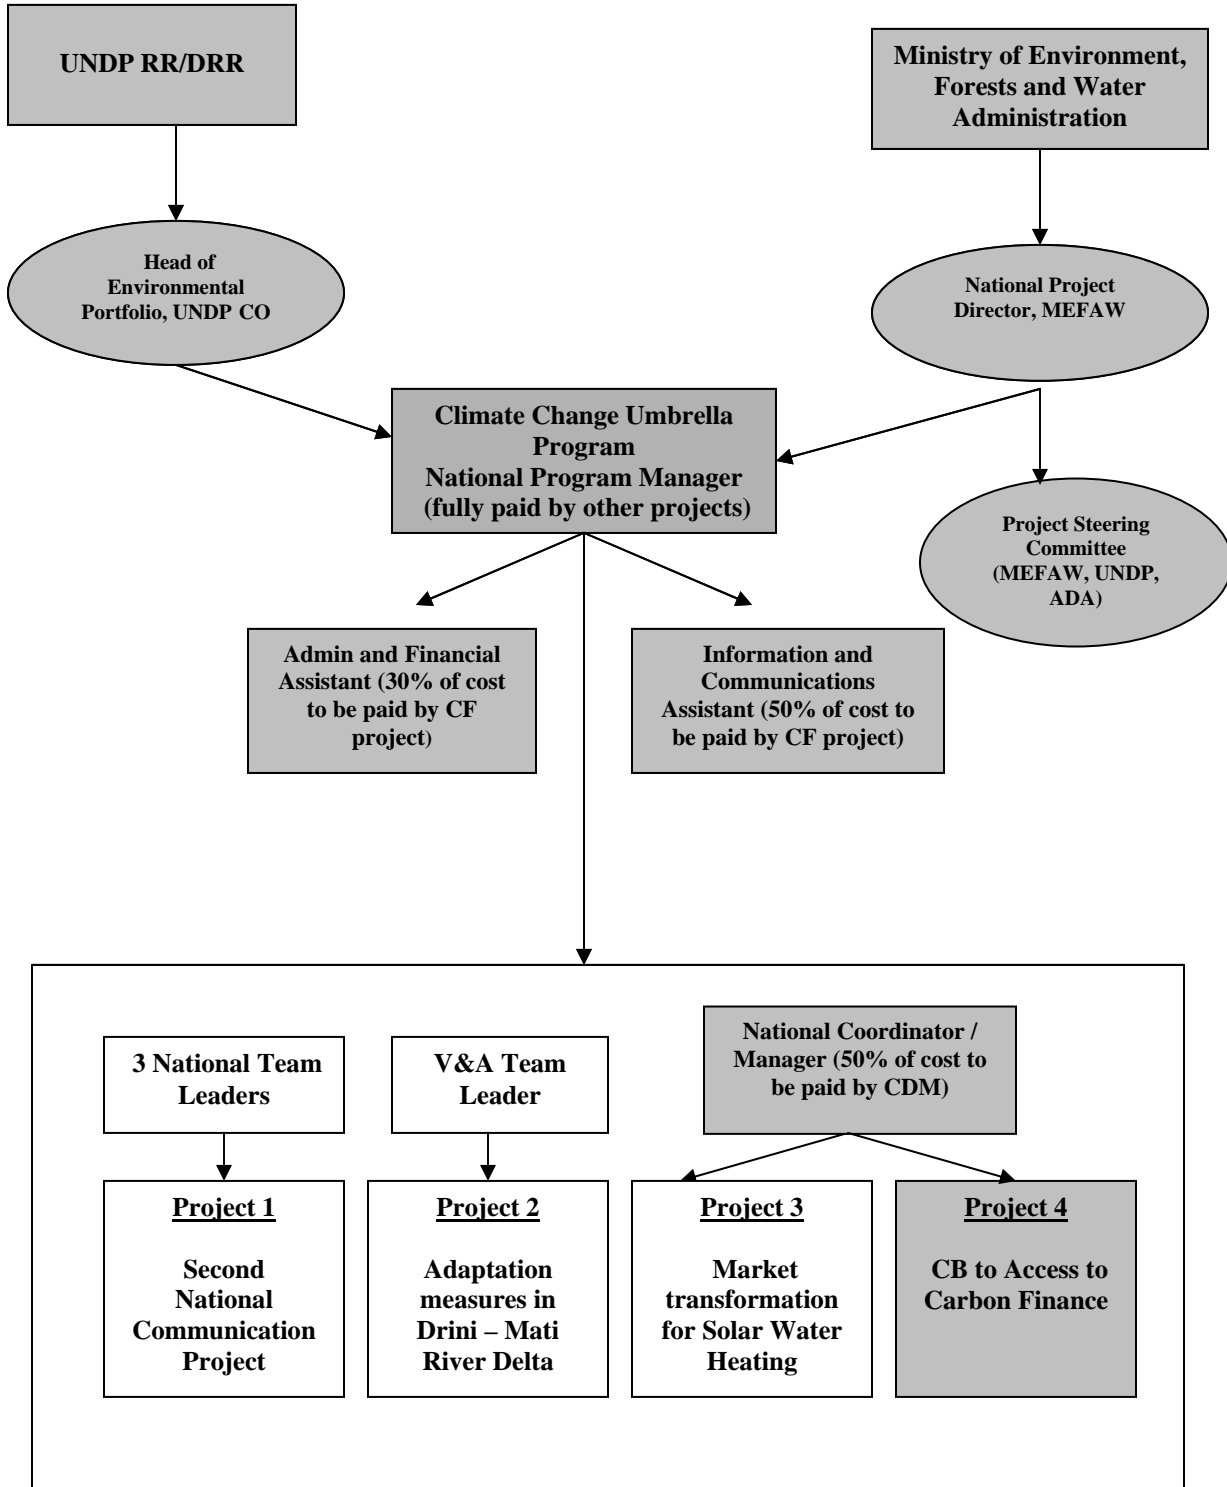 UNDP RR/DRR
Ministry of Environment,
Forests and Water
Administration
Head of
Environmental
Portfolio, UNDP CO
National Project
Director, MEFAW
Climate Change Umbrella
Program
National Program Manager
(fully paid by other projects)
Project Steering
Committee
(MEFAW, UNDP,
ADA)
Admin and Financial
Assistant (30% of cost
to be paid by CF
project)
Information and
Communications
Assistant (50% of cost to
be paid by CF project)
3 National Team
Leaders
V&A Team
Leader
National Coordinator /
Manager (50% of cost to
be paid by CDM)
Project 1
Second
National
Communication
Project
Project 2
Adaptation
measures in
Drini – Mati
River Delta
Project 3
Market
transformation
for Solar Water
Heating
Project 4
CB to Access to
Carbon Finance